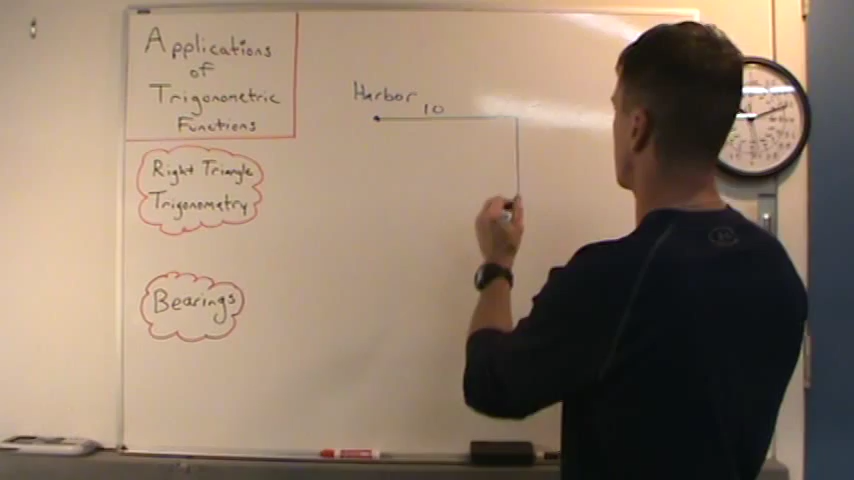 Applications
of
Trigonometric
Functions
Right Triangle
Trigonometry
Bearings
Harbor
10